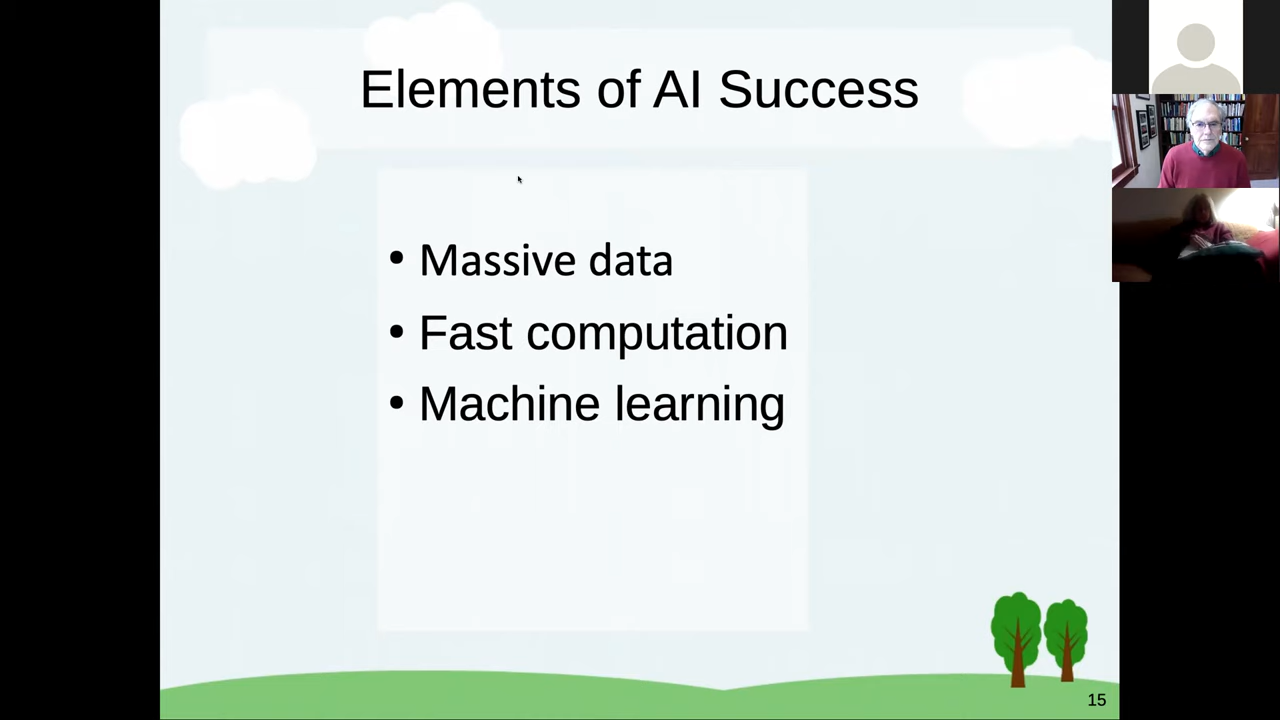 Elements of AI Success
• Massive data
• Fast computation
• Machine learning
15